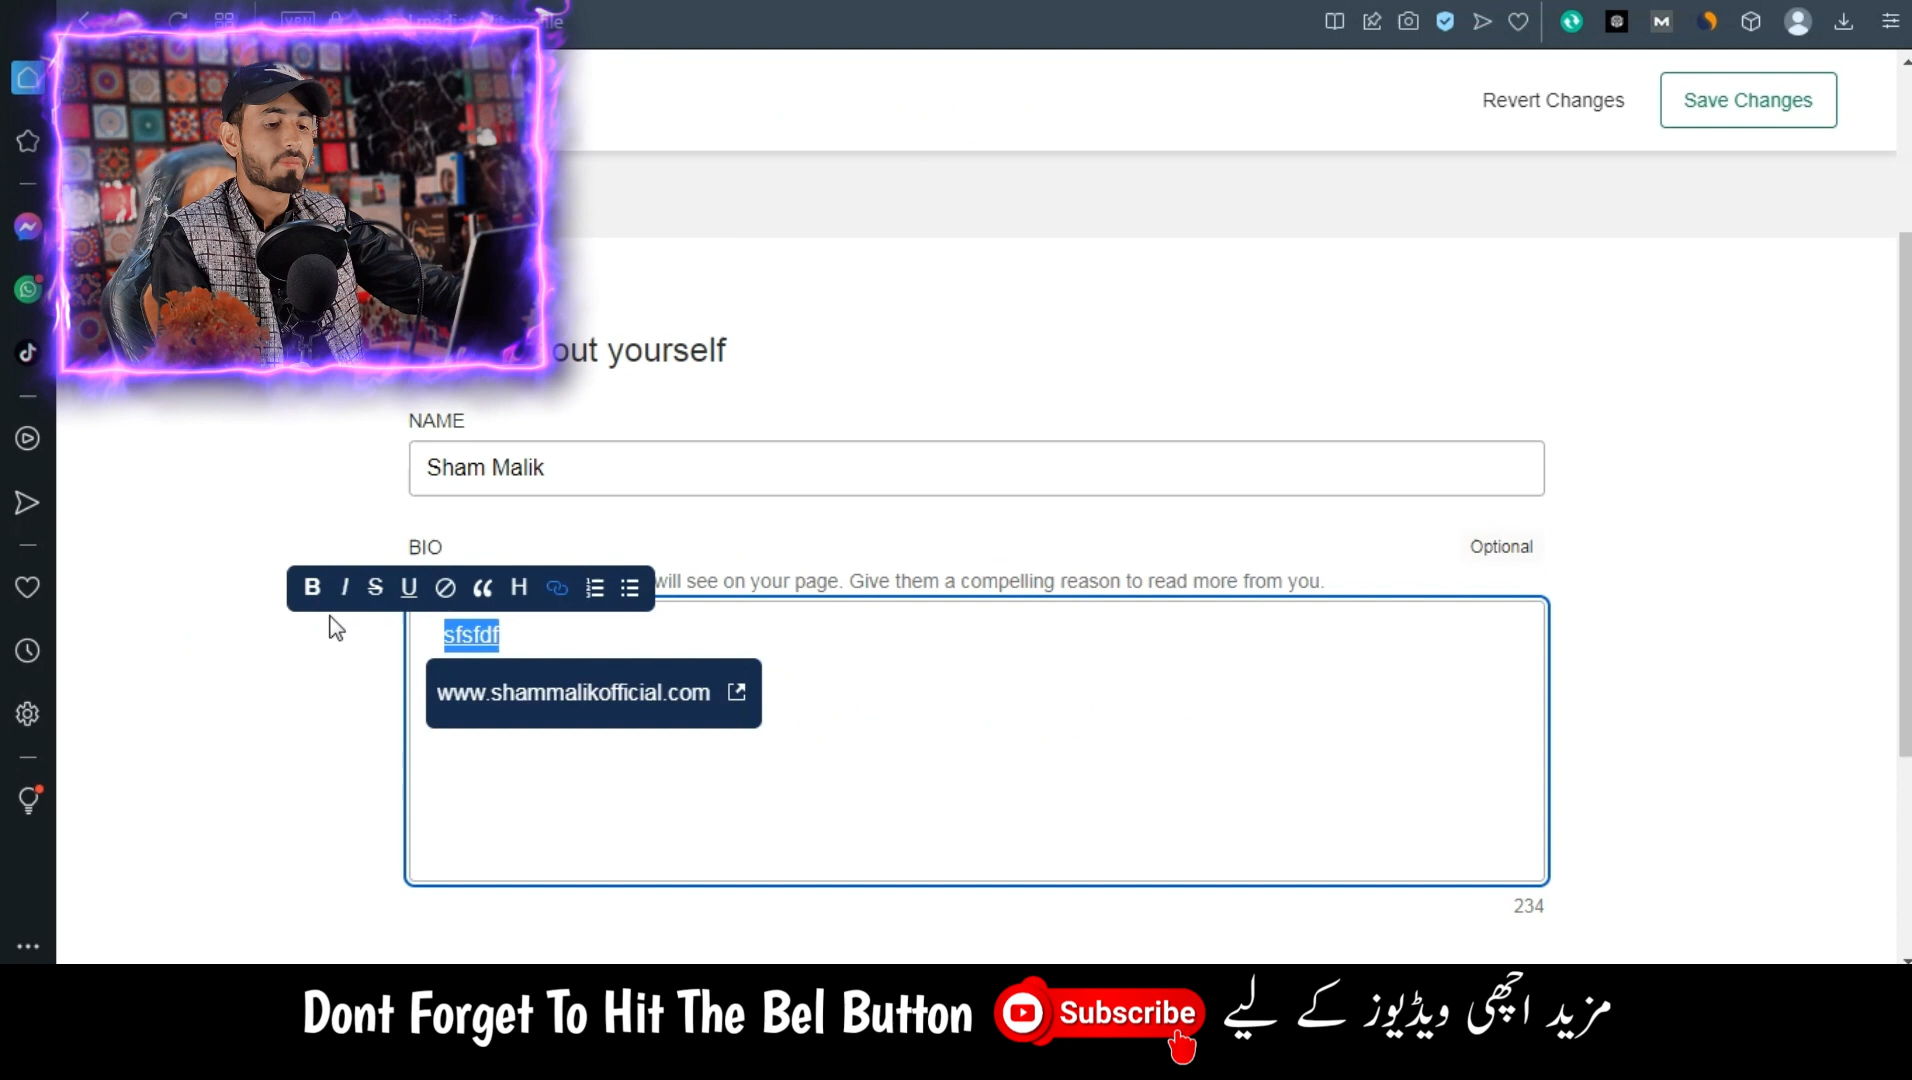 Revert Changes
Save Changes
out yourself
NAME
Sham Malik
BIO
Optional
B I S U H
will see on your page. Give them a compelling reason to read more from you.
sfsfdf
www.shammalikofficial.com
234
Dont Forget To Hit The Bel Button Subscribe مزید اچھی ویڈیوز کے لیے